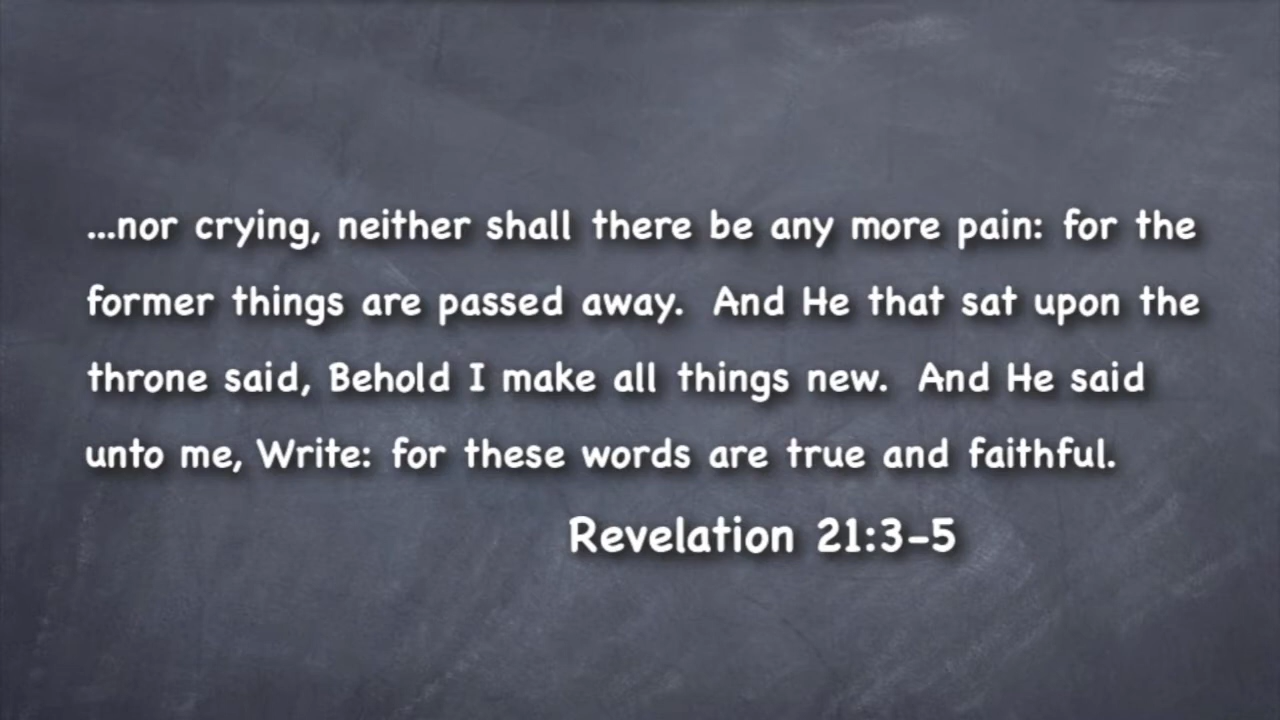 ...nor crying, neither shall there be any more pain: for the
former things are passed away. And He that sat upon the
throne said, Behold I make all things new. And He said
unto me, Write: for these words are true and faithful.
Revelation 21:3-5